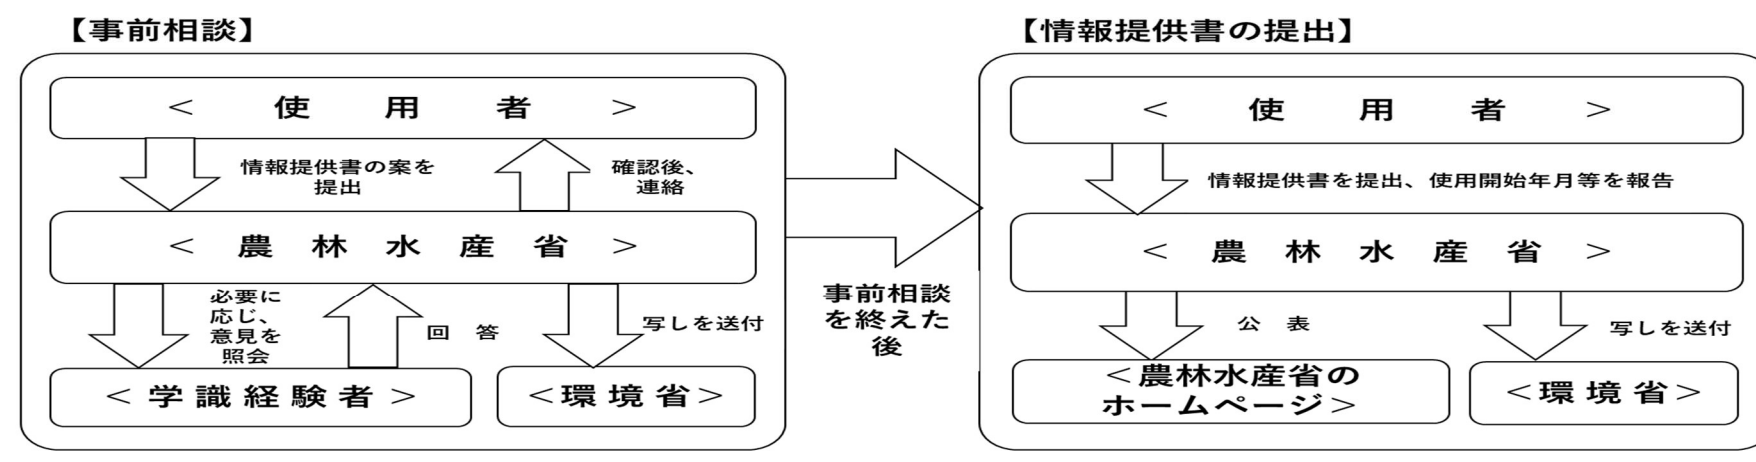 【事前相談】
＜使用者＞
情報提供書の案を
提出
確認後、
連絡
＜農林水産省＞
必要に
応じ、
意見を
照会
回答
写しを送付
＜学識経験者＞
＜環境省＞
事前相談
を終えた
後
【情報提供書の提出】
＜使用者＞
情報提供書を提出、使用開始年月等を報告
＜農林水産省＞
公表
写しを送付
＜農林水産省の
ホームページ＞
＜環境省＞